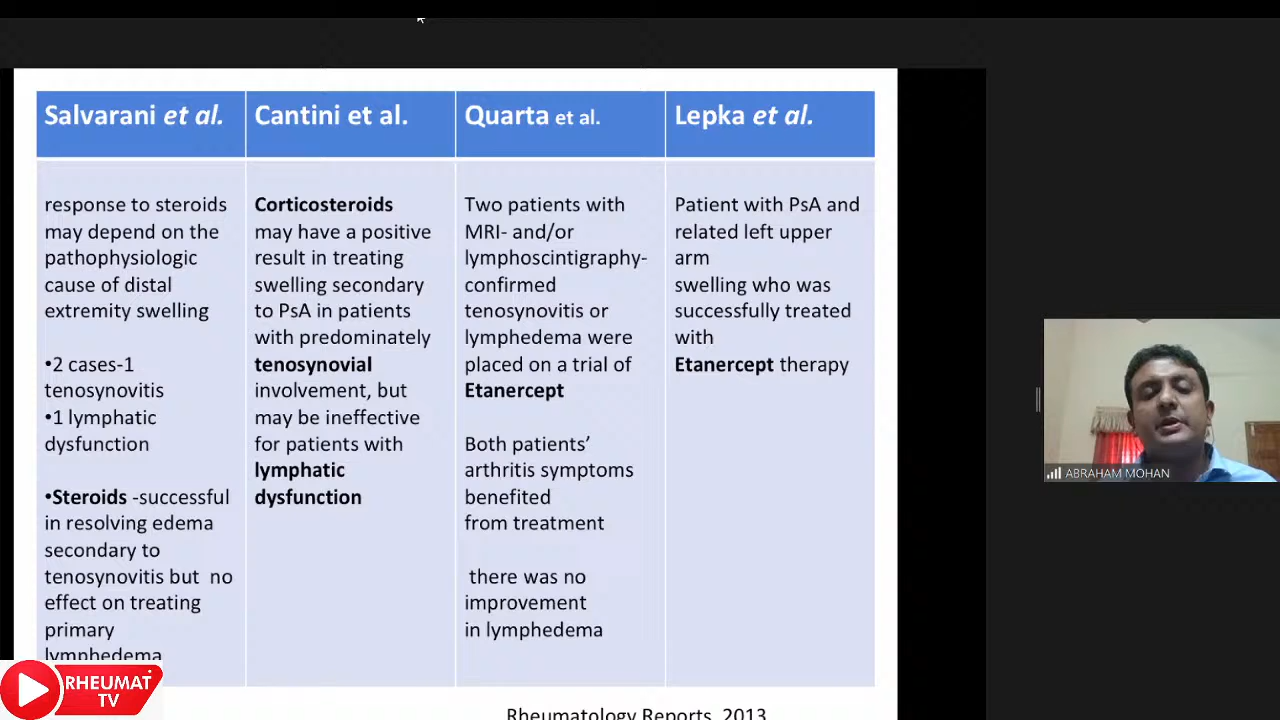 Salvarani et al.
Cantini et al.
Quarta et al.
Lepka et al.
response to steroids
may depend on the
pathophysiologic
cause of distal
extremity swelling
•2 cases-1
tenosynovitis
•1 lymphatic
dysfunction
•Steroids -successful
in resolving edema
secondary to
tenosynovitis but no
effect on treating
primary
lymphedema
Corticosteroids
may have a positive
result in treating
swelling secondary
to PsA in patients
with predominately
tenosynovial
involvement, but
may be ineffective
for patients with
lymphatic
dysfunction
Two patients with
MRI- and/or
lymphoscintigraphy-
confirmed
tenosynovitis or
lymphedema were
placed on a trial of
Etanercept
Both patients’
arthritis symptoms
benefited
from treatment
there was no
improvement
in lymphedema
Patient with PsA and
related left upper
arm
swelling who was
successfully treated
with
Etanercept therapy
Rheumatology Reports, 2013
ABRAHAM MOHAN
RHEUMAT
TV